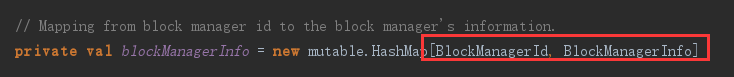 // Mapping from block manager id to the block manager's information.
private val blockManagerInfo = new mutable.HashMap[BlockManagerId, BlockManagerInfo]